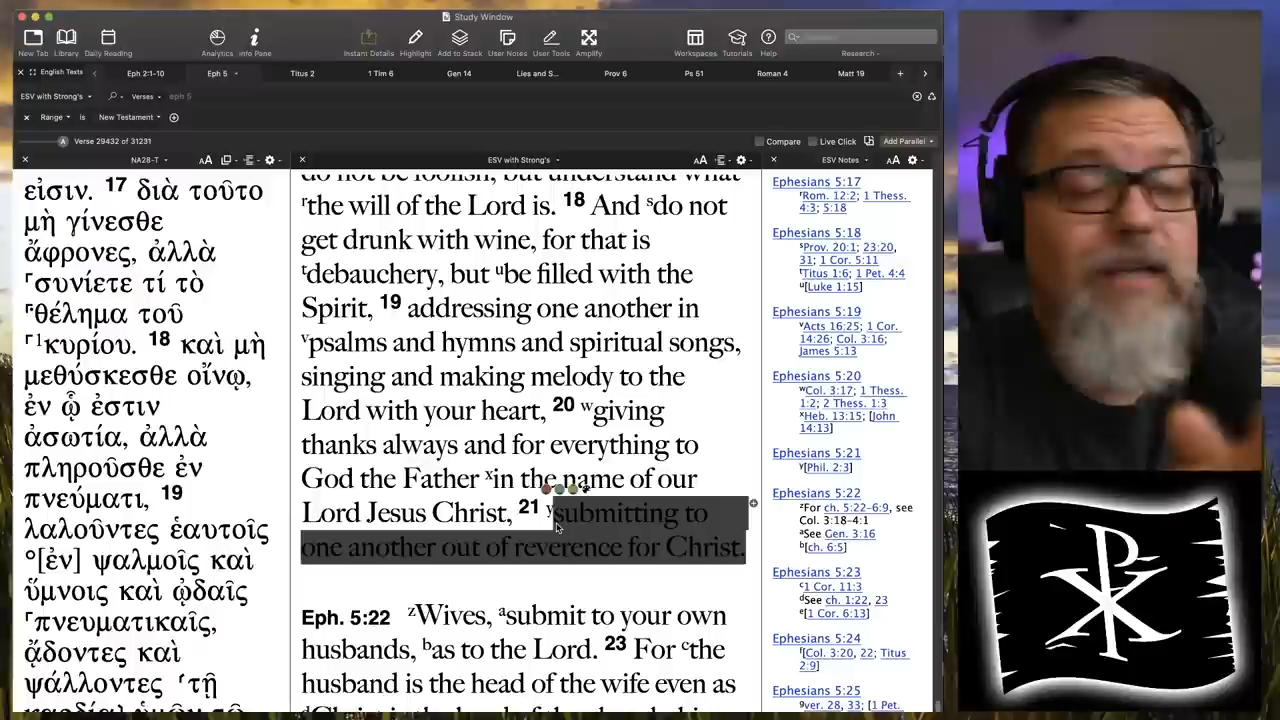 Study Window
New Tab Library Daily Reading Analytics Info Pane Instant Details Highlight Add to Stack User Notes User Tools Amplify Workspaces Tutorials Help Research
English Texts Eph 2:1-10 Eph 5 Titus 2 1 Tim 6 Gen 14 Lies and S... Prov 6 Ps 51 Roman 4 Matt 19
ESV with Strong's Verses eph 5
Range is New Testament
Verse 29432 of 31231 Compare Live Click Add Parallel
NA28-T
εἰσιν. 17 διὰ τοῦτο
μὴ γίνεσθε
ἄφρονες, ἀλλὰ
⸀συνίετε τί τὸ
⸀θέλημα τοῦ
⸀¹κυρίου. 18 καὶ μὴ
μεθύσκεσθε οἴνῳ,
ἐν ᾧ ἐστιν
ἀσωτία, ἀλλὰ
πληροῦσθε ἐν
πνεύματι, 19
λαλοῦντες ἑαυτοῖς
°[ἐν] ψαλμοῖς καὶ
ὕμνοις καὶ ᾠδαῖς
⸀πνευματικαῖς,
ᾄδοντες καὶ
ψάλλοντες ⸂τῇ
ESV with Strong's
do not be foolish, but understand what
ʳthe will of the Lord is. 18 And ˢdo not
get drunk with wine, for that is
ᵗdebauchery, but ᵘbe filled with the
Spirit, 19 addressing one another in
ᵛpsalms and hymns and spiritual songs,
singing and making melody to the
Lord with your heart, 20 ʷgiving
thanks always and for everything to
God the Father ˣin the name of our
Lord Jesus Christ, 21 ʸsubmitting to
one another out of reverence for Christ.
Eph. 5:22 ᶻWives, ᵃsubmit to your own
husbands, ᵇas to the Lord. 23 For ᶜthe
husband is the head of the wife even as
ESV Notes
Ephesians 5:17
ʳRom. 12:2; 1 Thess.
4:3; 5:18
Ephesians 5:18
ˢProv. 20:1; 23:20,
31; 1 Cor. 5:11
ᵗTitus 1:6; 1 Pet. 4:4
ᵘ[Luke 1:15]
Ephesians 5:19
ᵛActs 16:25; 1 Cor.
14:26; Col. 3:16;
James 5:13
Ephesians 5:20
ʷCol. 3:17; 1 Thess.
1:2; 2 Thess. 1:3
ˣHeb. 13:15; [John
14:13]
Ephesians 5:21
ʸ[Phil. 2:3]
Ephesians 5:22
ᶻFor ch. 5:22–6:9, see
Col. 3:18–4:1
ᵃSee Gen. 3:16
ᵇ[ch. 6:5]
Ephesians 5:23
ᶜ1 Cor. 11:3
ᵈSee ch. 1:22, 23
ᵉ[1 Cor. 6:13]
Ephesians 5:24
ᶠ[Col. 3:20, 22; Titus
2:9]
Ephesians 5:25
ᵍver. 28, 33; [1 Pet.